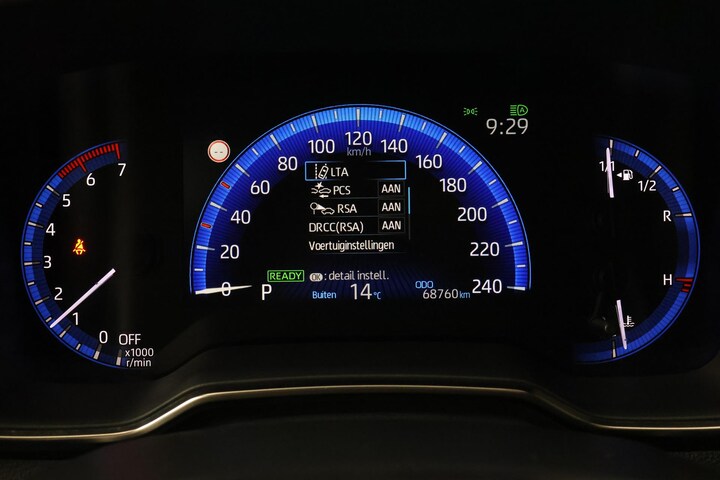 7
6
5
4
3
2
1
0
OFF
x1000
r/min
--
0
20
40
60
80
100
120
140
160
180
200
220
240
km/h
LTA
PCS AAN
RSA AAN
DRCC(RSA) AAN
Voertuiginstellingen
READY
OK : detail instell.
P
Buiten 14°C
ODO
68760 km
A
9:29
1/1
1/2
R
H